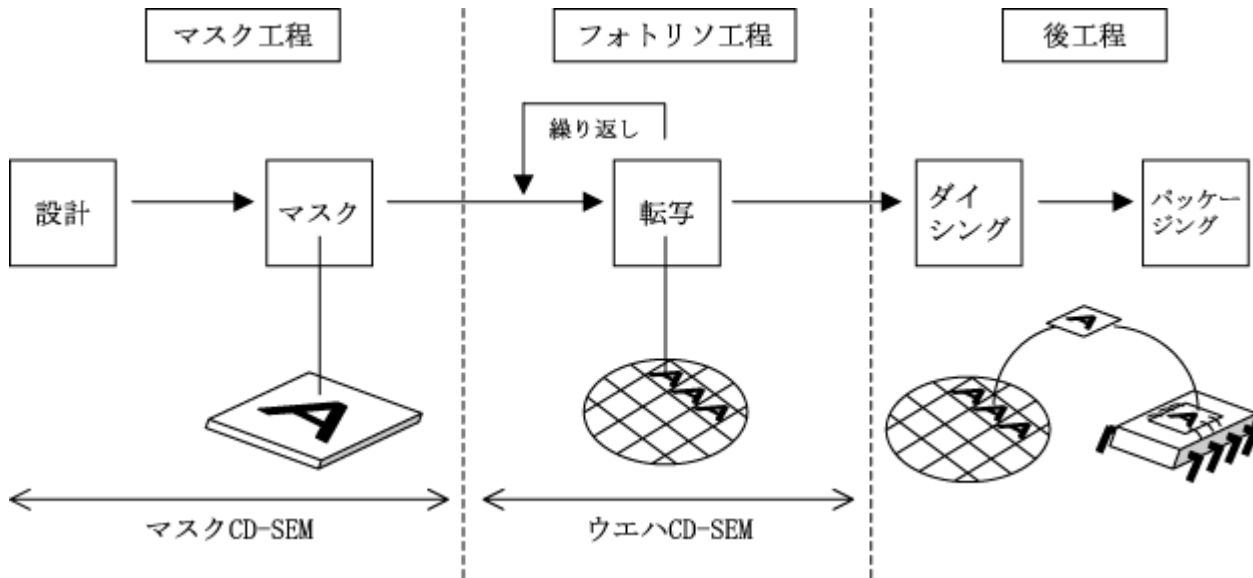 マスク工程
フォトリソ工程
後工程
繰り返し
設計
マスク
転写
ダイ
シング
パッケー
ジング
A
A A A
A
A A A
A
マスクCD-SEM
ウエハCD-SEM